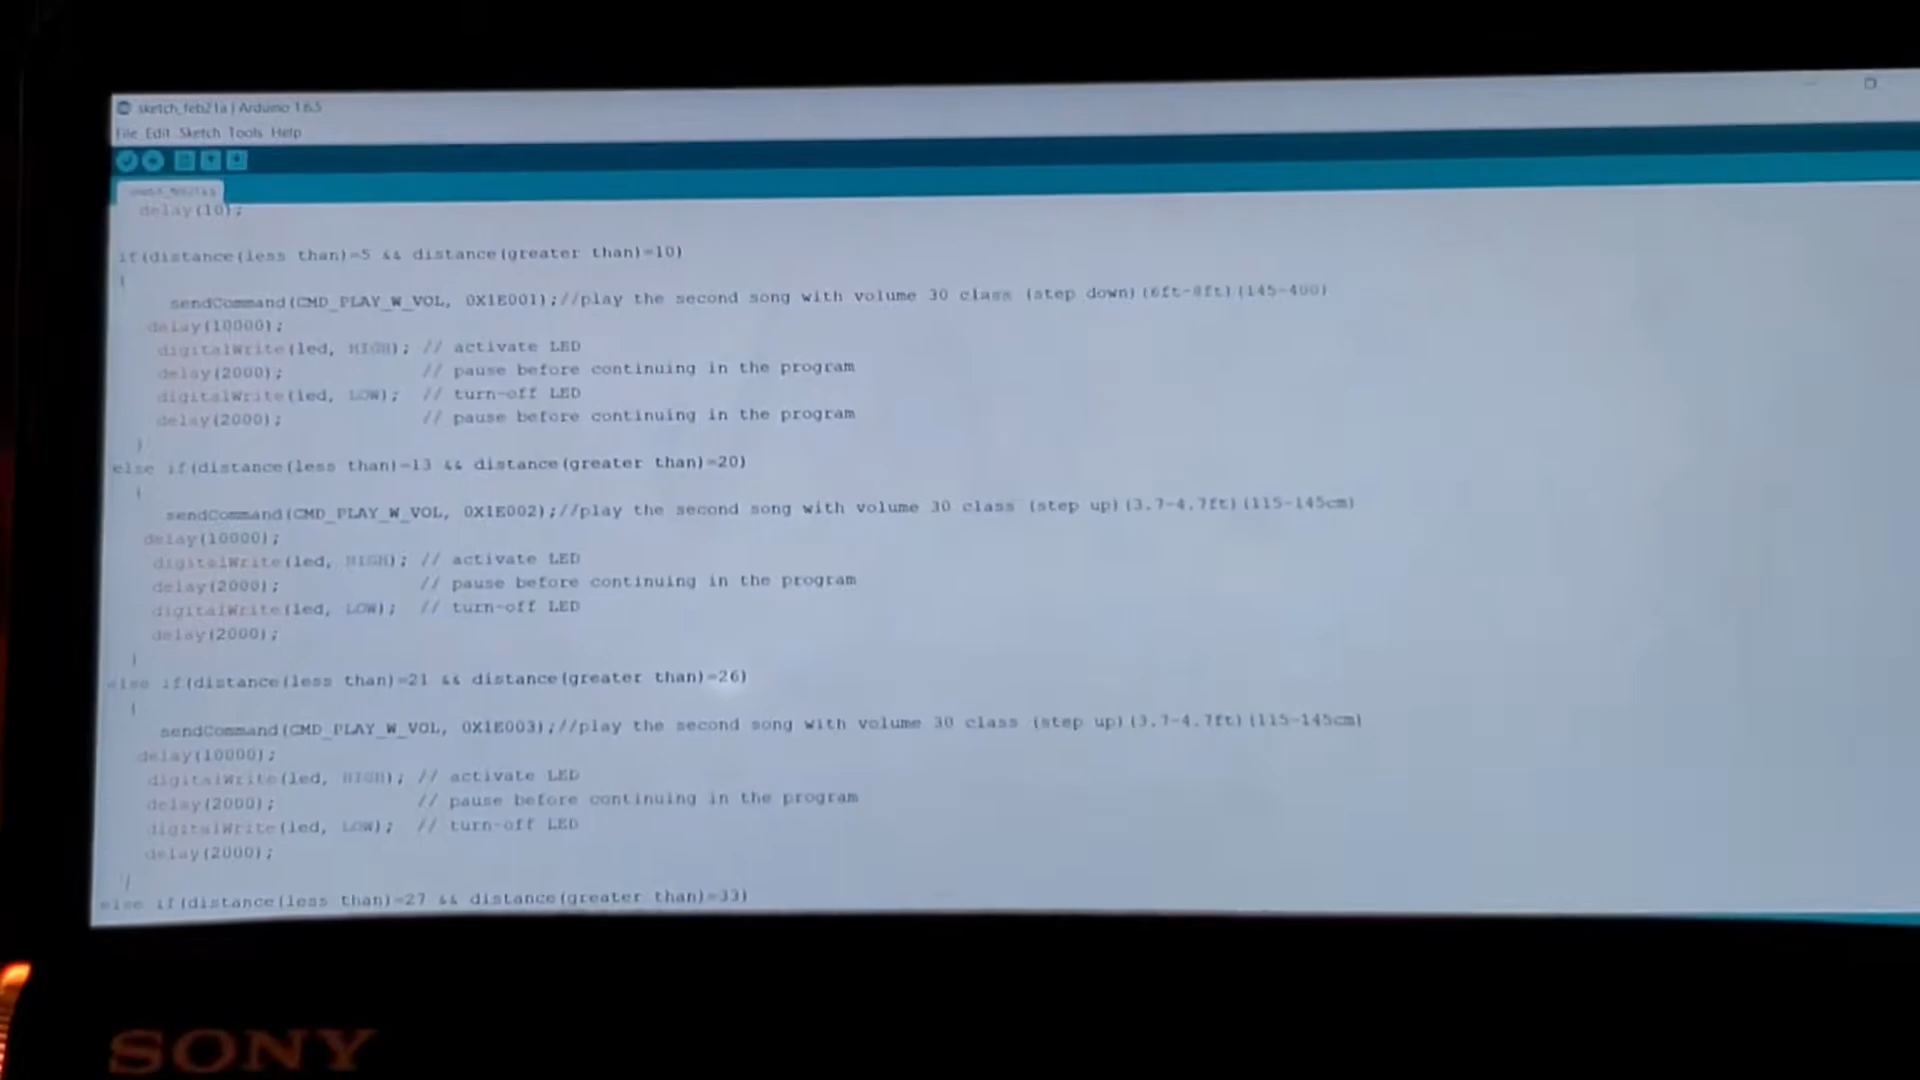 sketch_feb21a | Arduino 1.6.5
File Edit Sketch Tools Help
sketch_feb21a §
delay(10);
if(distance(less than)=5 && distance(greater than)=10)
{
sendCommand(CMD_PLAY_W_VOL, 0X1E001);//play the second song with volume 30 class (step down)(6ft-8ft)(145-400)
delay(10000);
digitalWrite(led, HIGH); // activate LED
delay(2000); // pause before continuing in the program
digitalWrite(led, LOW); // turn-off LED
delay(2000); // pause before continuing in the program
}
else if(distance(less than)=13 && distance(greater than)=20)
{
sendCommand(CMD_PLAY_W_VOL, 0X1E002);//play the second song with volume 30 class (step up)(3.7-4.7ft)(115-145cm)
delay(10000);
digitalWrite(led, HIGH); // activate LED
delay(2000); // pause before continuing in the program
digitalWrite(led, LOW); // turn-off LED
delay(2000);
}
else if(distance(less than)=21 && distance(greater than)=26)
{
sendCommand(CMD_PLAY_W_VOL, 0X1E003);//play the second song with volume 30 class (step up)(3.7-4.7ft)(115-145cm)
delay(10000);
digitalWrite(led, HIGH); // activate LED
delay(2000); // pause before continuing in the program
digitalWrite(led, LOW); // turn-off LED
delay(2000);
}
else if(distance(less than)=27 && distance(greater than)=33)
SONY